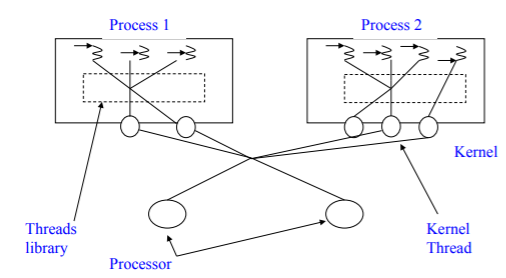 Process 1
Process 2
Kernel
Threads
library
Kernel
Thread
Processor